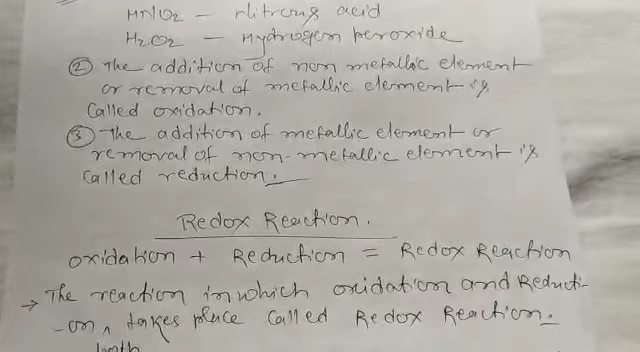 HNO2 – Nitrous acid
H2O2 – Hydrogen peroxide
② The addition of non metallic element
or removal of metallic element is
called oxidation.
③ The addition of metallic element or
removal of non-metallic element is
called reduction.
Redox Reaction.
oxidation + Reduction = Redox Reaction
→ The reaction in which oxidation and Reducti-
-on, takes place called Redox Reaction.
both